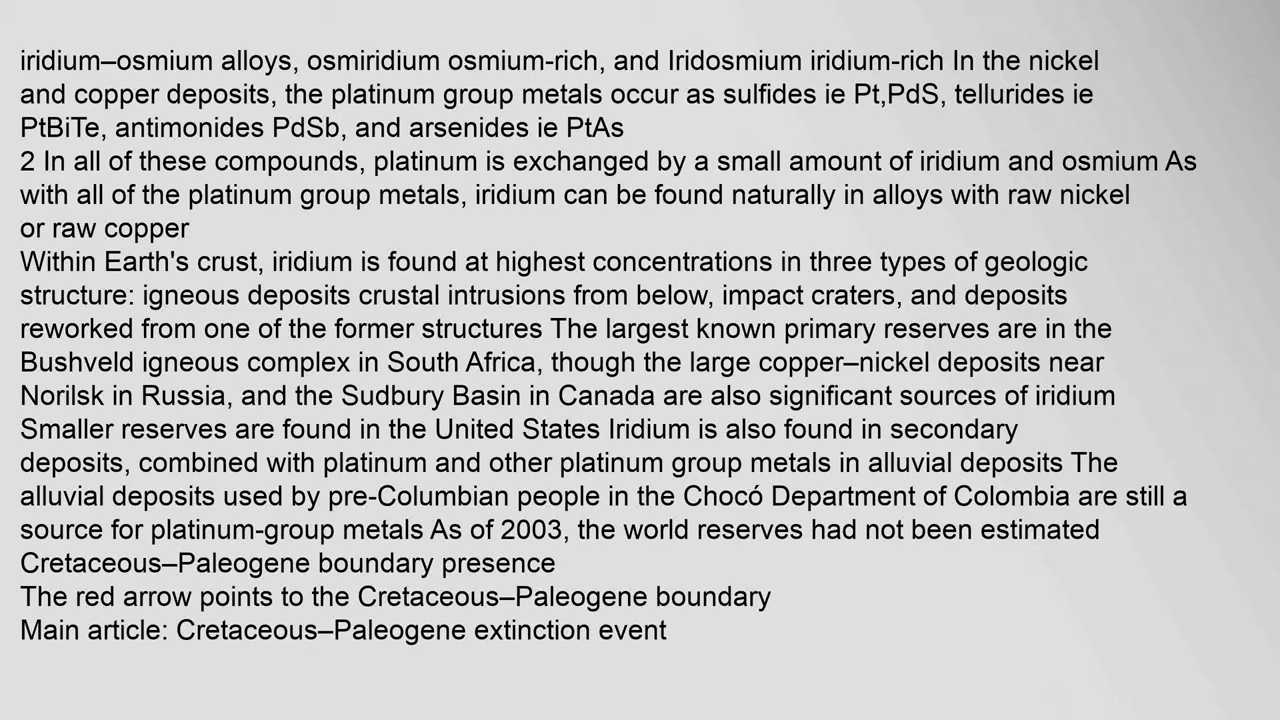 iridium–osmium alloys, osmiridium osmium-rich, and Iridosmium iridium-rich In the nickel
and copper deposits, the platinum group metals occur as sulfides ie Pt,PdS, tellurides ie
PtBiTe, antimonides PdSb, and arsenides ie PtAs
2 In all of these compounds, platinum is exchanged by a small amount of iridium and osmium As
with all of the platinum group metals, iridium can be found naturally in alloys with raw nickel
or raw copper
Within Earth's crust, iridium is found at highest concentrations in three types of geologic
structure: igneous deposits crustal intrusions from below, impact craters, and deposits
reworked from one of the former structures The largest known primary reserves are in the
Bushveld igneous complex in South Africa, though the large copper–nickel deposits near
Norilsk in Russia, and the Sudbury Basin in Canada are also significant sources of iridium
Smaller reserves are found in the United States Iridium is also found in secondary
deposits, combined with platinum and other platinum group metals in alluvial deposits The
alluvial deposits used by pre-Columbian people in the Chocó Department of Colombia are still a
source for platinum-group metals As of 2003, the world reserves had not been estimated
Cretaceous–Paleogene boundary presence
The red arrow points to the Cretaceous–Paleogene boundary
Main article: Cretaceous–Paleogene extinction event